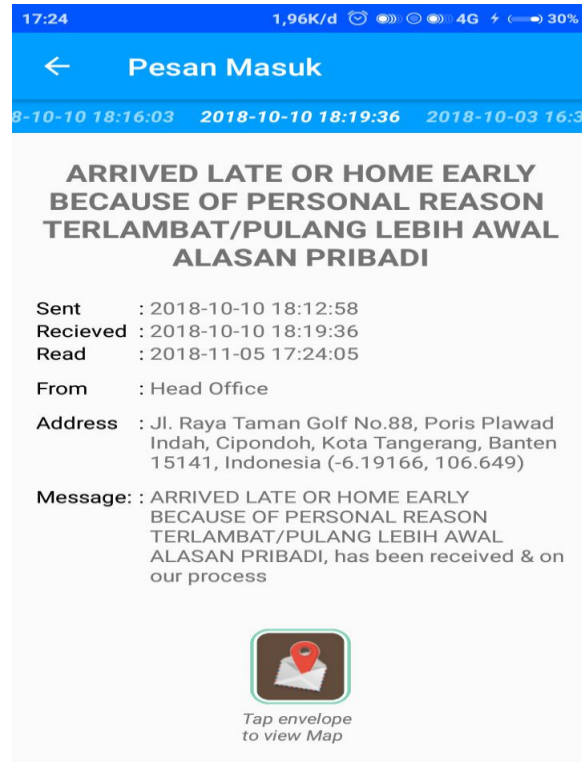 17:24 1,96K/d 4G 30%
Pesan Masuk
8-10-10 18:16:03 2018-10-10 18:19:36 2018-10-03 16:3
ARRIVED LATE OR HOME EARLY
BECAUSE OF PERSONAL REASON
TERLAMBAT/PULANG LEBIH AWAL
ALASAN PRIBADI
Sent : 2018-10-10 18:12:58
Recieved : 2018-10-10 18:19:36
Read : 2018-11-05 17:24:05
From : Head Office
Address : Jl. Raya Taman Golf No.88, Poris Plawad
Indah, Cipondoh, Kota Tangerang, Banten
15141, Indonesia (-6.19166, 106.649)
Message: : ARRIVED LATE OR HOME EARLY
BECAUSE OF PERSONAL REASON
TERLAMBAT/PULANG LEBIH AWAL
ALASAN PRIBADI, has been received & on
our process
Tap envelope
to view Map